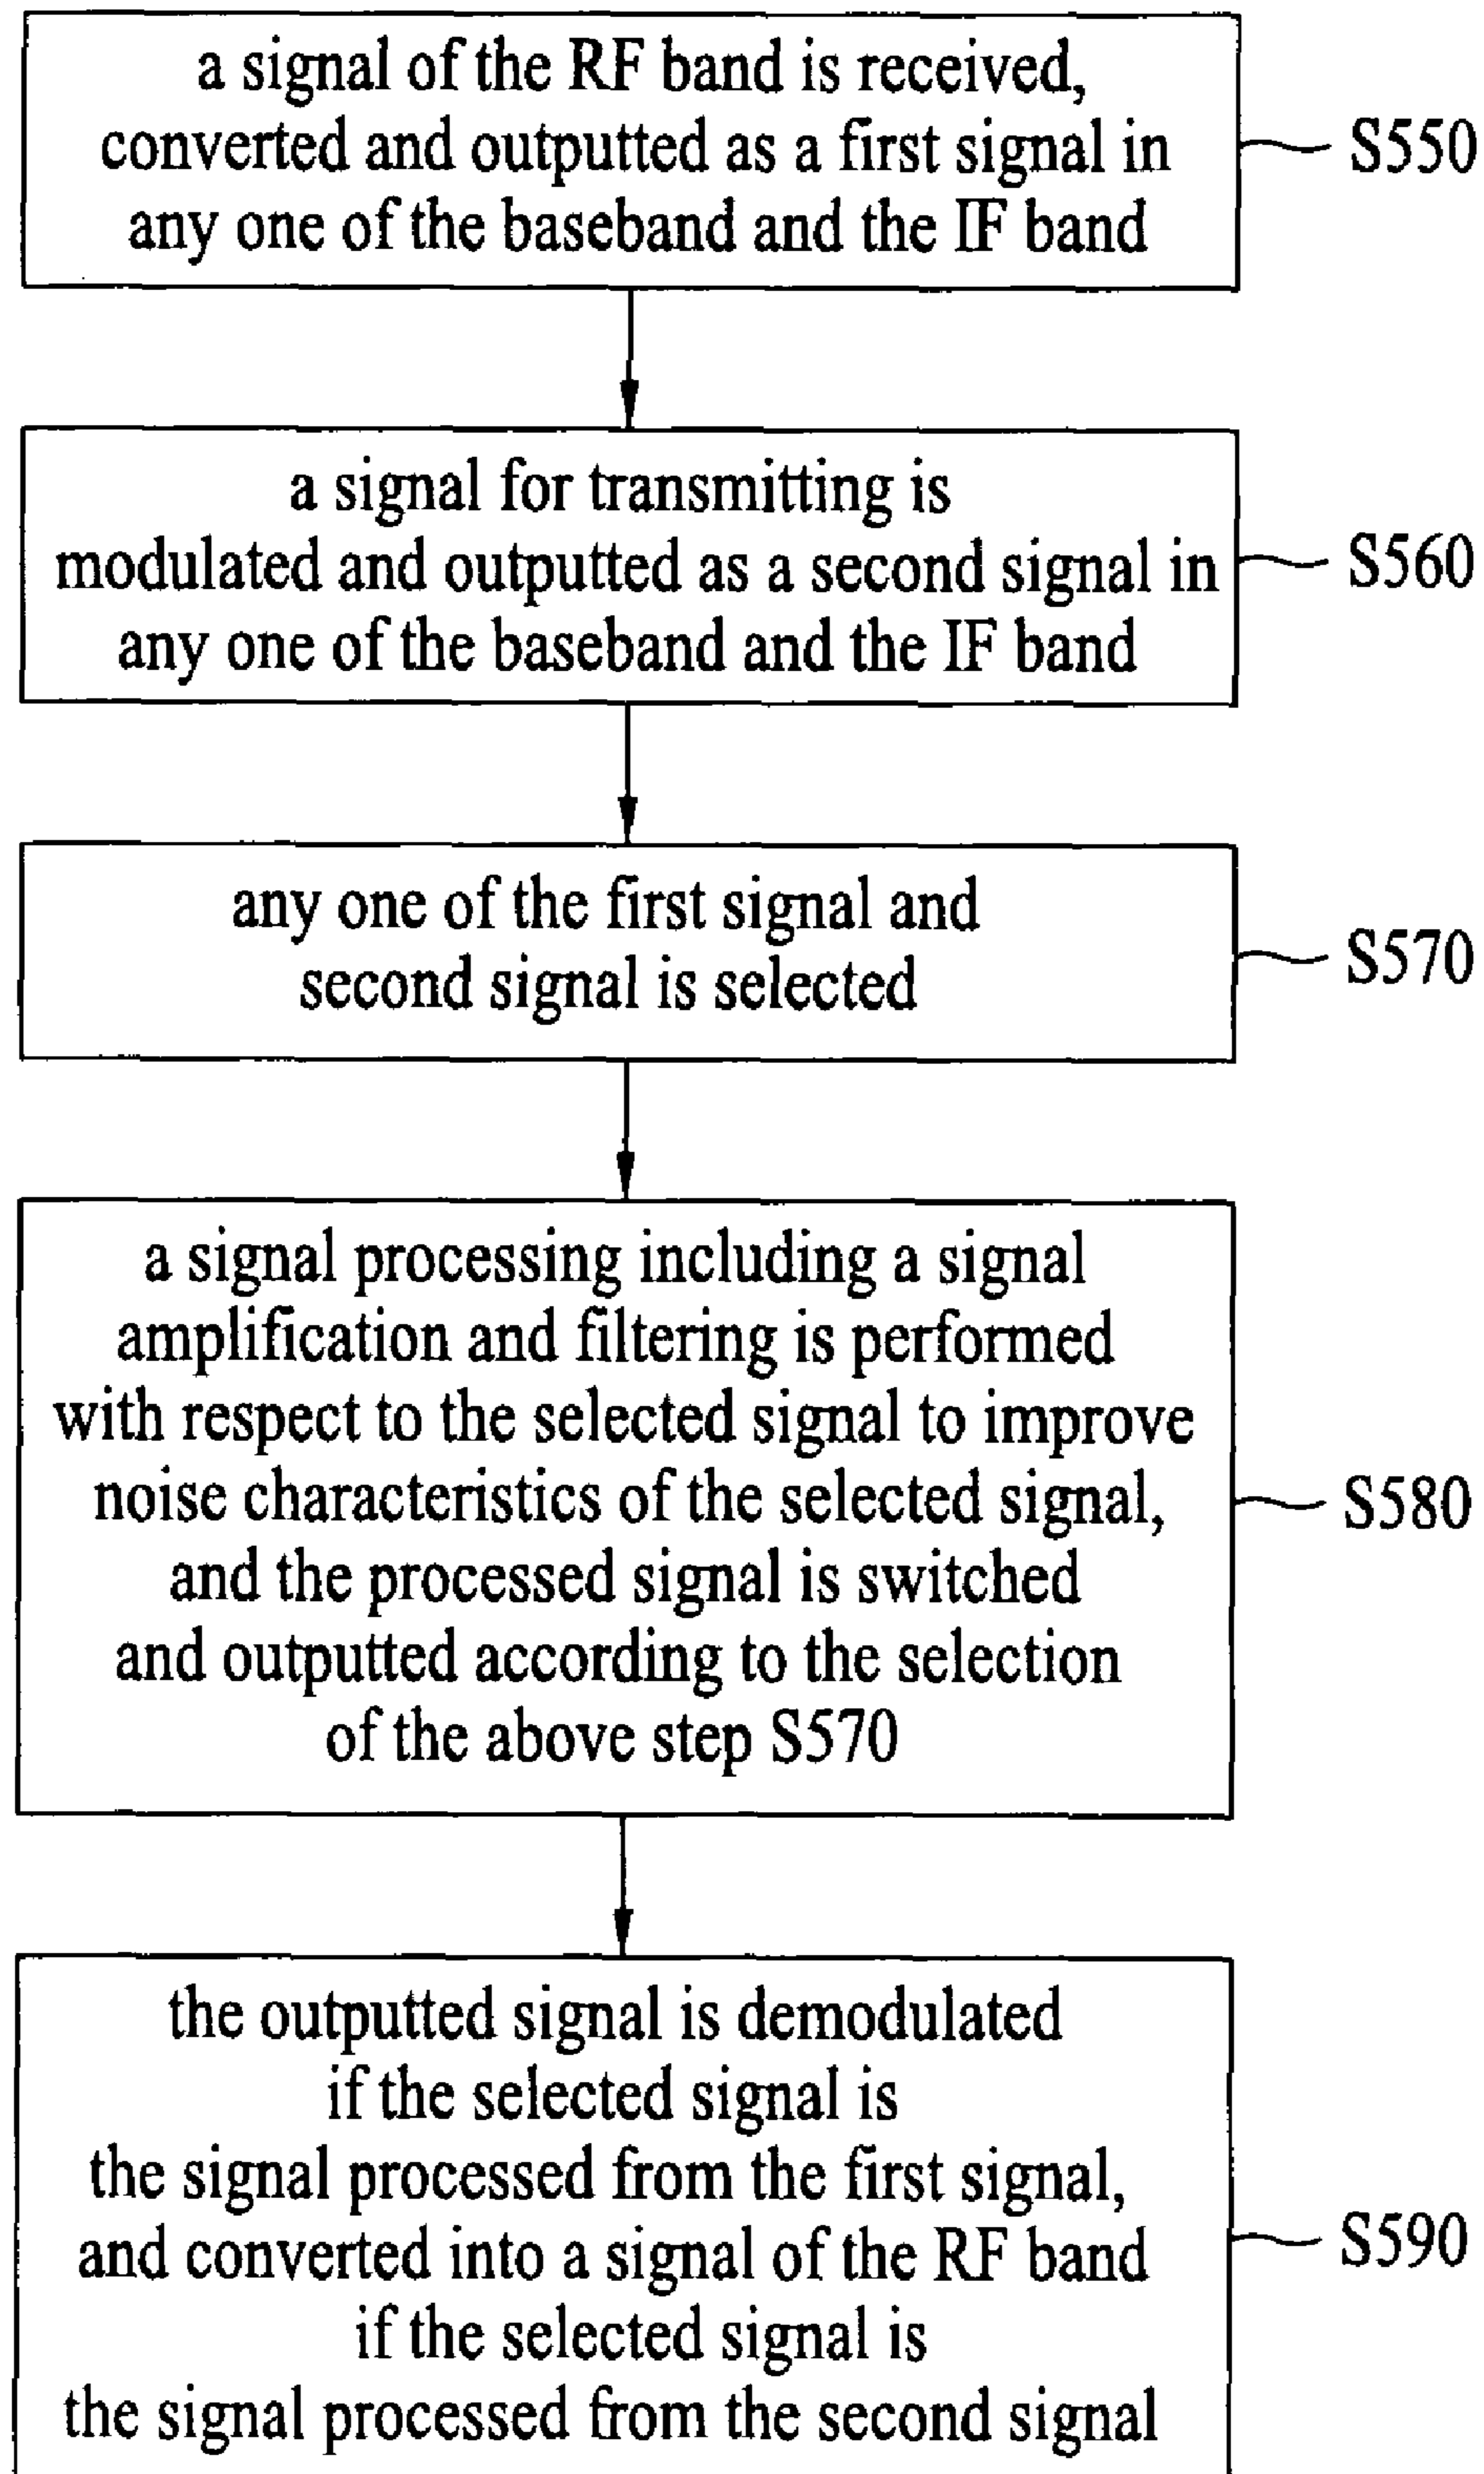 a signal of the RF band is received,
converted and outputted as a first signal in
any one of the baseband and the IF band
S550
a signal for transmitting is
modulated and outputted as a second signal in
any one of the baseband and the IF band
S560
any one of the first signal and
second signal is selected
S570
a signal processing including a signal
amplification and filtering is performed
with respect to the selected signal to improve
noise characteristics of the selected signal,
and the processed signal is switched
and outputted according to the selection
of the above step S570
S580
the outputted signal is demodulated
if the selected signal is
the signal processed from the first signal,
and converted into a signal of the RF band
if the selected signal is
the signal processed from the second signal
S590